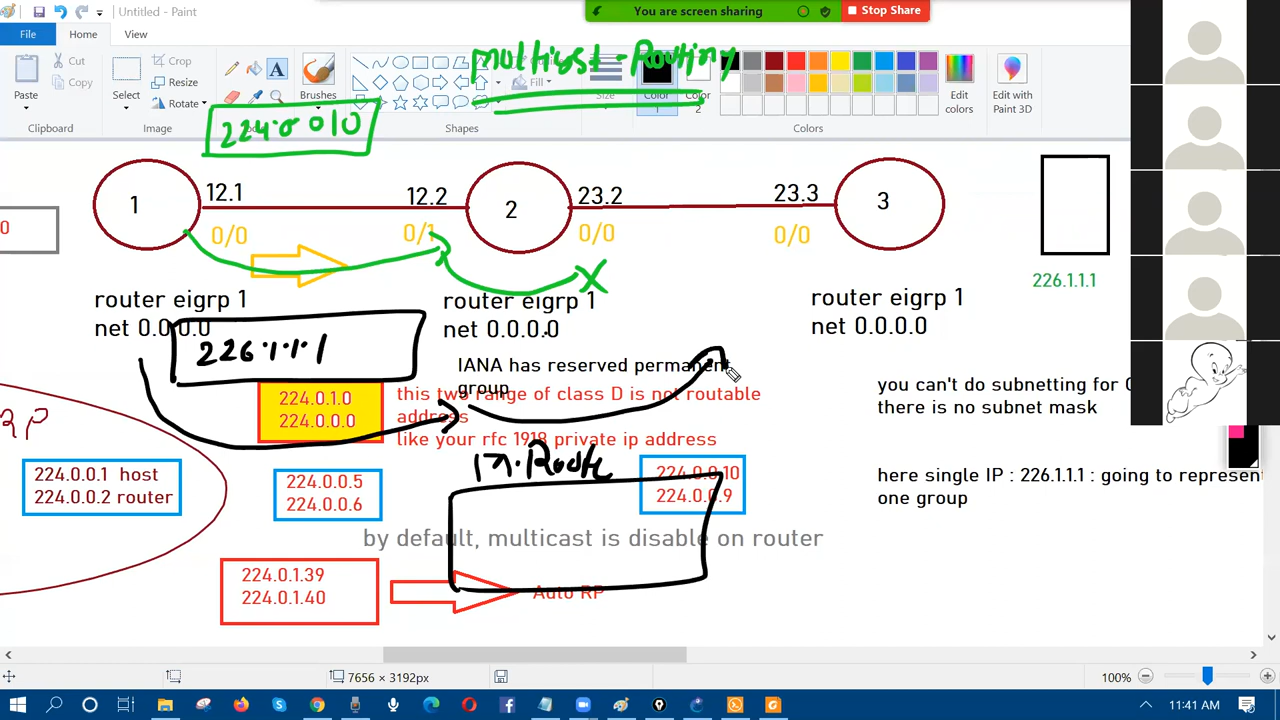 Untitled - Paint
You are screen sharing
Stop Share
File
Home
View
Paste
Cut
Copy
Clipboard
Select
Crop
Resize
Rotate
Image
A
Brushes
Shapes
Fill
Size
Color
1
Color
2
Edit
colors
Edit with
Paint 3D
Colors
multicast - Routing
224.0.0.10
0
1
12.1
12.2
2
23.2
23.3
3
0/0
0/1
0/0
0/0
X
226.1.1.1
router eigrp 1
net 0.0.0.0
router eigrp 1
net 0.0.0.0
router eigrp 1
net 0.0.0.0
226.1.1.1
IANA has reserved permanent
group
224.0.1.0
224.0.0.0
this two range of class D is not routable
address
like your rfc 1918 private ip address
you can't do subnetting for
there is no subnet mask
224.0.0.1 host
224.0.0.2 router
224.0.0.5
224.0.0.6
m.Route
224.0.0.10
224.0.0.9
here single IP : 226.1.1.1 : going to represent
one group
by default, multicast is disable on router
224.0.1.39
224.0.1.40
Auto RP
7656 × 3192px
100%
11:41 AM